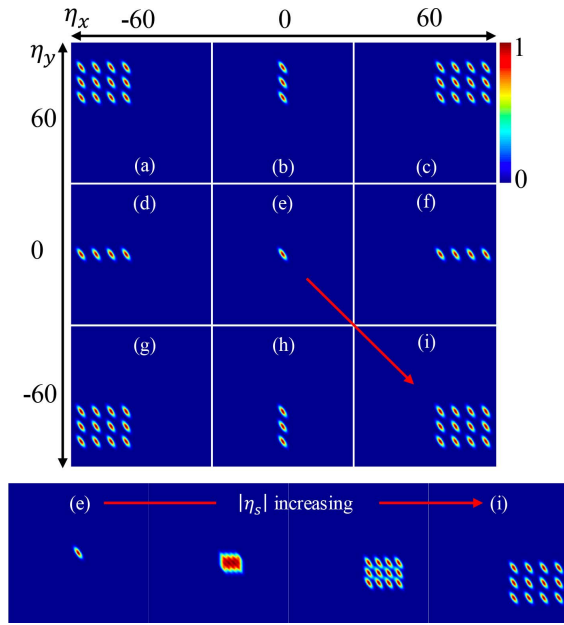 η_x -60 0 60
η_y
60
0
-60
1
0
(a) (b) (c)
(d) (e) (f)
(g) (h) (i)
(e) |η_s| increasing (i)